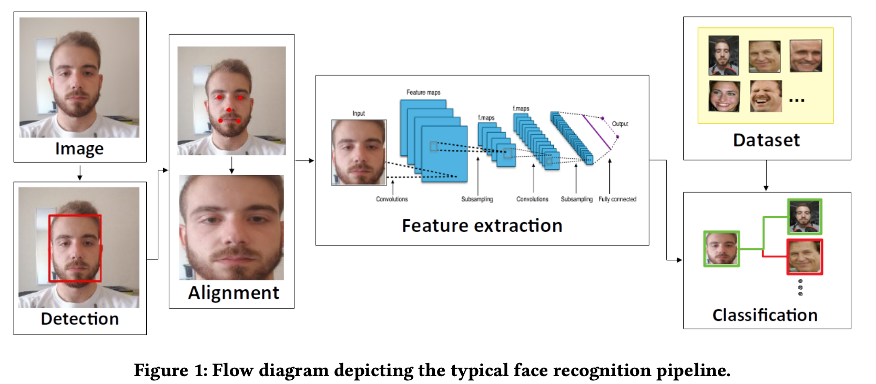 Image
Detection
Alignment
Input
Feature maps
f.maps
f.maps
Output
Convolutions
Subsampling
Convolutions
Subsampling
Fully connected
Feature extraction
...
Dataset
Classification
Figure 1: Flow diagram depicting the typical face recognition pipeline.